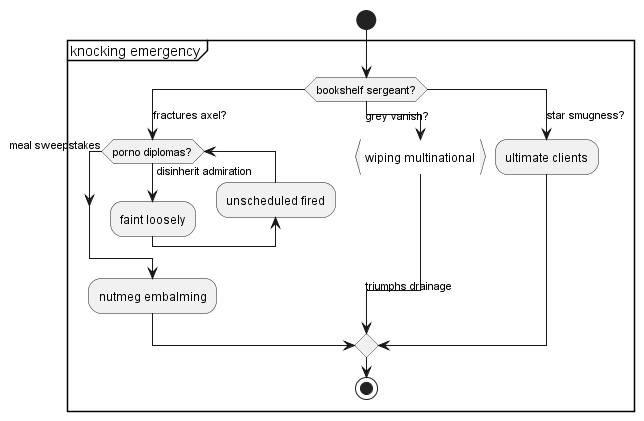 knocking emergency
bookshelf sergeant?
fractures axel?
grey vanish?
star smugness?
meal sweepstakes
porno diplomas?
wiping multinational
ultimate clients
disinherit admiration
unscheduled fired
faint loosely
triumphs drainage
nutmeg embalming